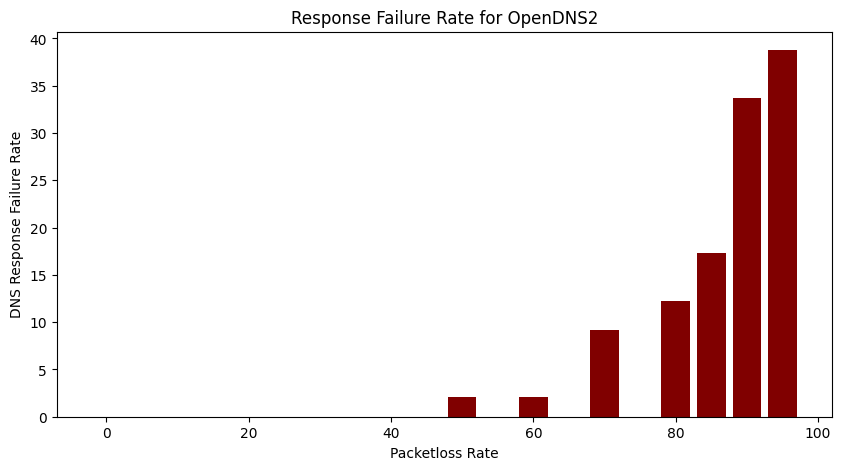 Response Failure Rate for OpenDNS2
40
35
30
25
20
15
10
5
0
DNS Response Failure Rate
0 20 40 60 80 100
Packetloss Rate